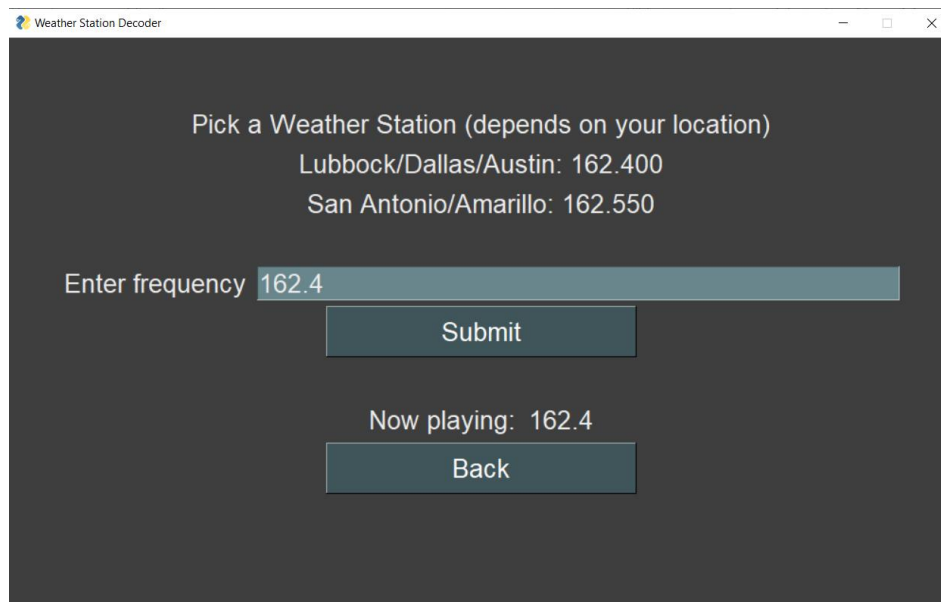 Weather Station Decoder
Pick a Weather Station (depends on your location)
Lubbock/Dallas/Austin: 162.400
San Antonio/Amarillo: 162.550
Enter frequency 162.4
Submit
Now playing: 162.4
Back